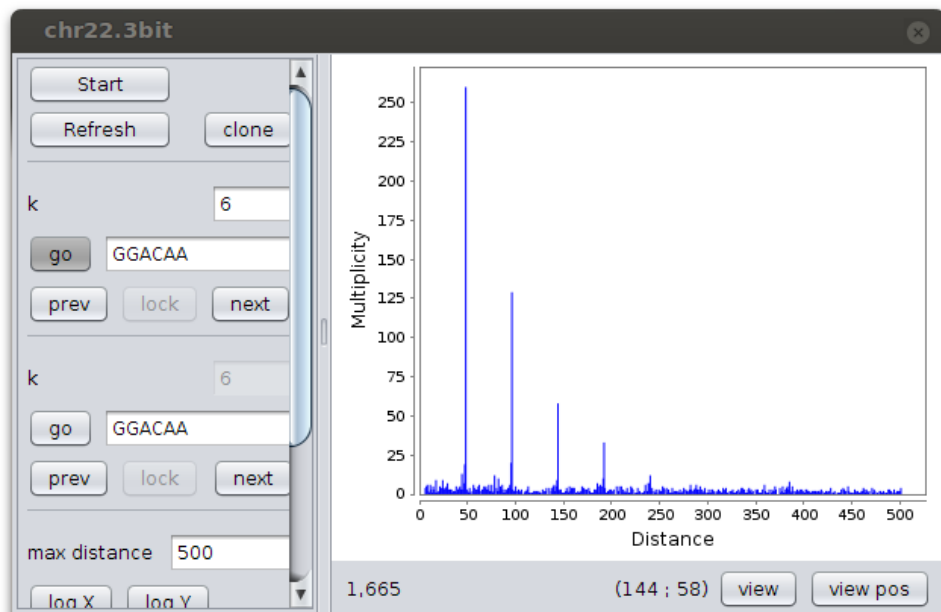 chr22.3bit
Start
Refresh clone
k 6
go GGACAA
prev lock next
k 6
go GGACAA
prev lock next
max distance 500
log X log Y
Multiplicity
250
225
200
175
150
125
100
75
50
25
0
0 50 100 150 200 250 300 350 400 450 500
Distance
1,665 (144 ; 58) view view pos